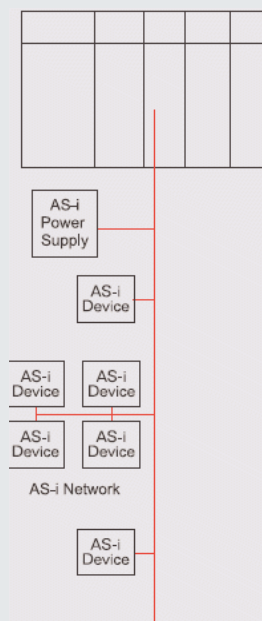 AS-i
Power
Supply
AS-i
Device
AS-i
Device
AS-i
Device
AS-i
Device
AS-i
Device
AS-i Network
AS-i
Device